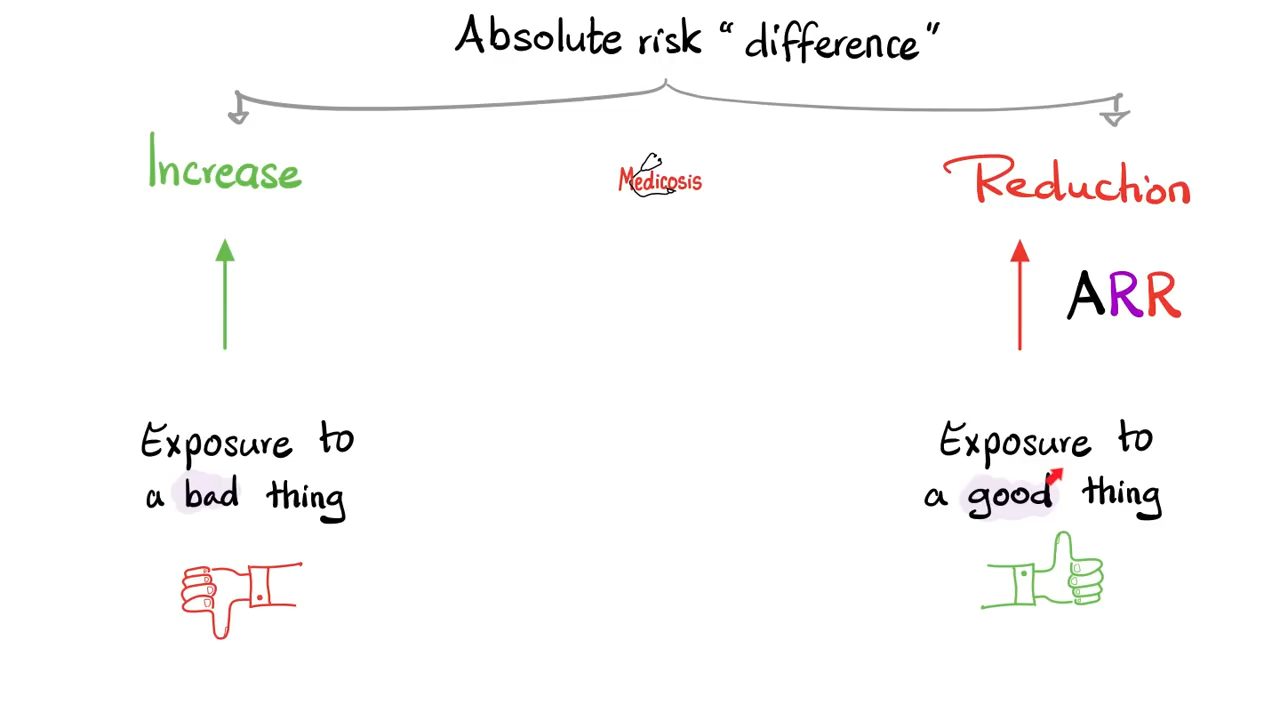 Absolute risk “difference”
Increase
Medicosis
Reduction
ARR
Exposure to
a bad thing
Exposure to
a good thing